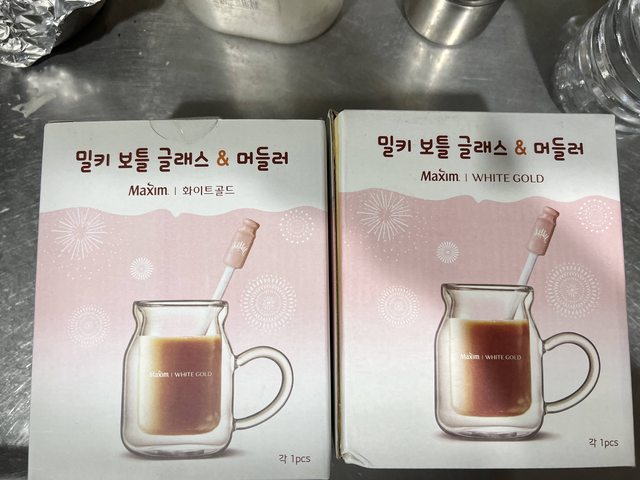 밀키 보틀 글래스 & 머들러
Maxim. | 화이트골드
Maxim | WHITE GOLD
각 1pcs
밀키 보틀 글래스 & 머들러
Maxim. | WHITE GOLD
Maxim | WHITE GOLD
각 1pcs